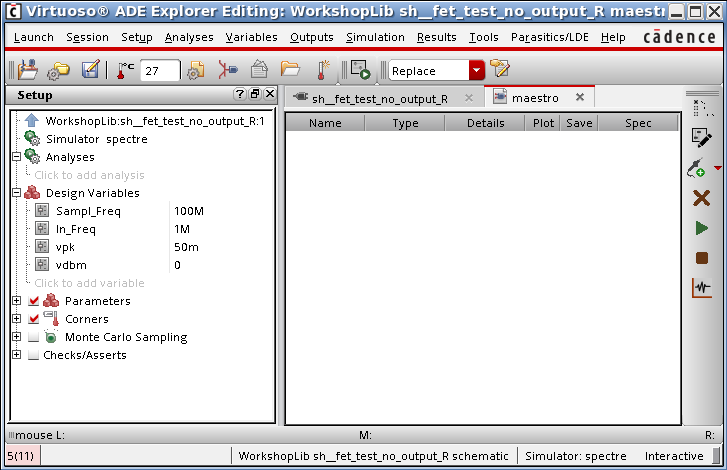 Virtuoso® ADE Explorer Editing: WorkshopLib sh__fet_test_no_output_R maestro
Launch Session Setup Analyses Variables Outputs Simulation Results Tools Parasitics/LDE Help cādence
27 Replace
Setup
sh__fet_test_no_output_R maestro
WorkshopLib:sh__fet_test_no_output_R:1
Name Type Details Plot Save Spec
Simulator spectre
Analyses
Click to add analysis
Design Variables
Sampl_Freq 100M
In_Freq 1M
vpk 50m
vdbm 0
Click to add variable
Parameters
Corners
Monte Carlo Sampling
Checks/Asserts
mouse L: M: R:
5(11) WorkshopLib sh__fet_test_no_output_R schematic Simulator: spectre Interactive